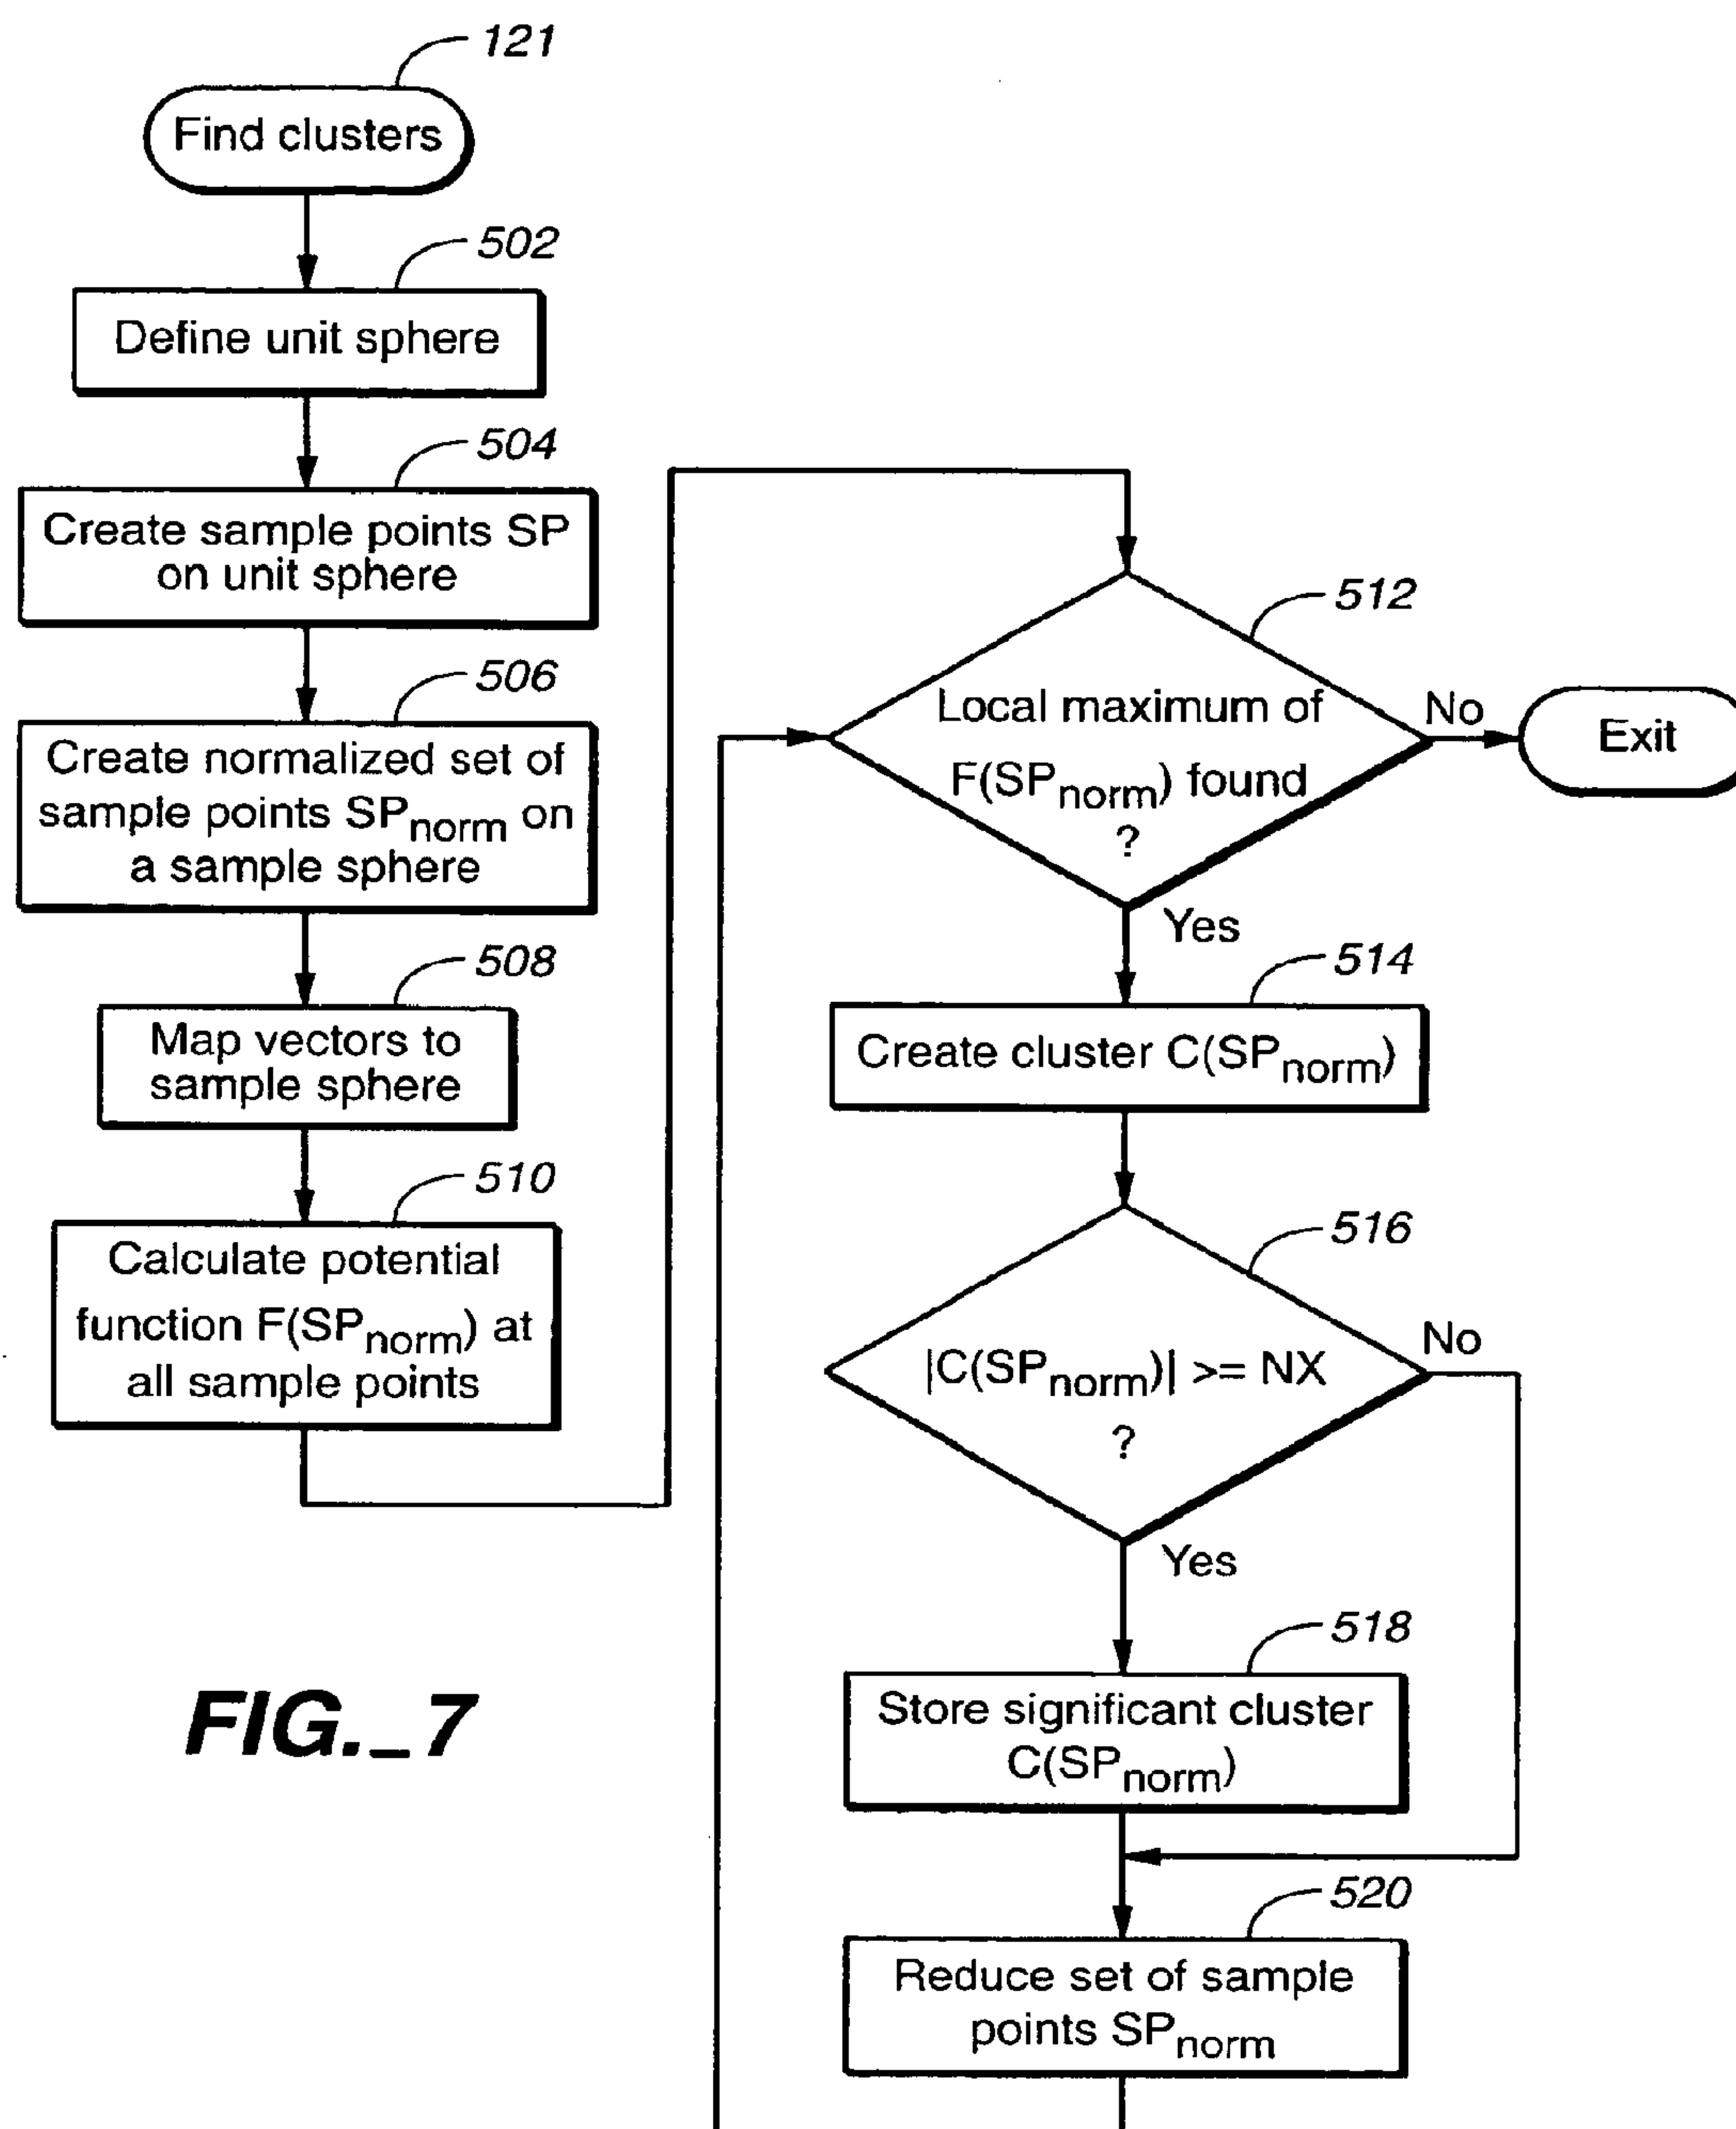 121
Find clusters
502
Define unit sphere
504
Create sample points SP
on unit sphere
506
Create normalized set of
sample points SPnorm on
a sample sphere
508
Map vectors to
sample sphere
510
Calculate potential
function F(SPnorm) at
all sample points
512
Local maximum of
F(SPnorm) found
?
No
Exit
Yes
514
Create cluster C(SPnorm)
516
|C(SPnorm)| >= NX
?
No
Yes
518
Store significant cluster
C(SPnorm)
520
Reduce set of sample
points SPnorm
FIG._7